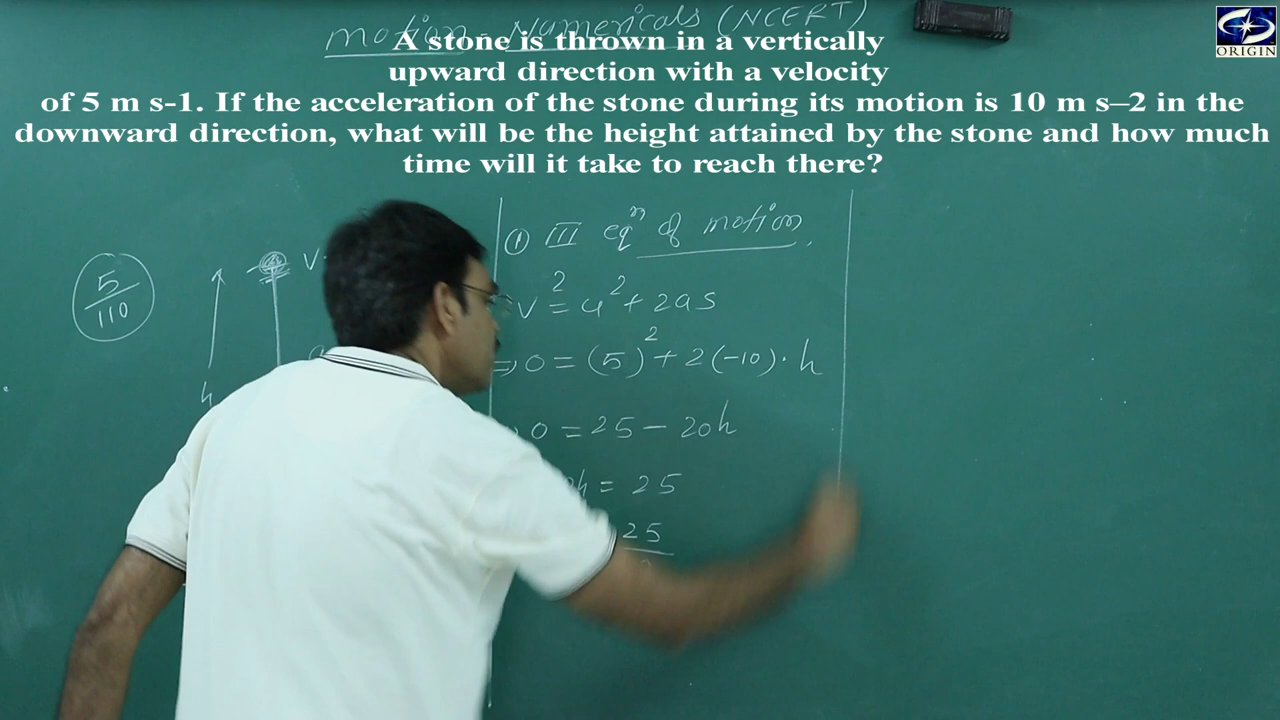 motion - Numericals (NCERT)
A stone is thrown in a vertically
upward direction with a velocity
of 5 m s-1. If the acceleration of the stone during its motion is 10 m s–2 in the
downward direction, what will be the height attained by the stone and how much
time will it take to reach there?
ORIGIN
5/110
V
h
① III eqⁿ of motion
V² = u² + 2as
⇒ 0 = (5)² + 2(-10)·h
0 = 25 - 20h
h = 25
25